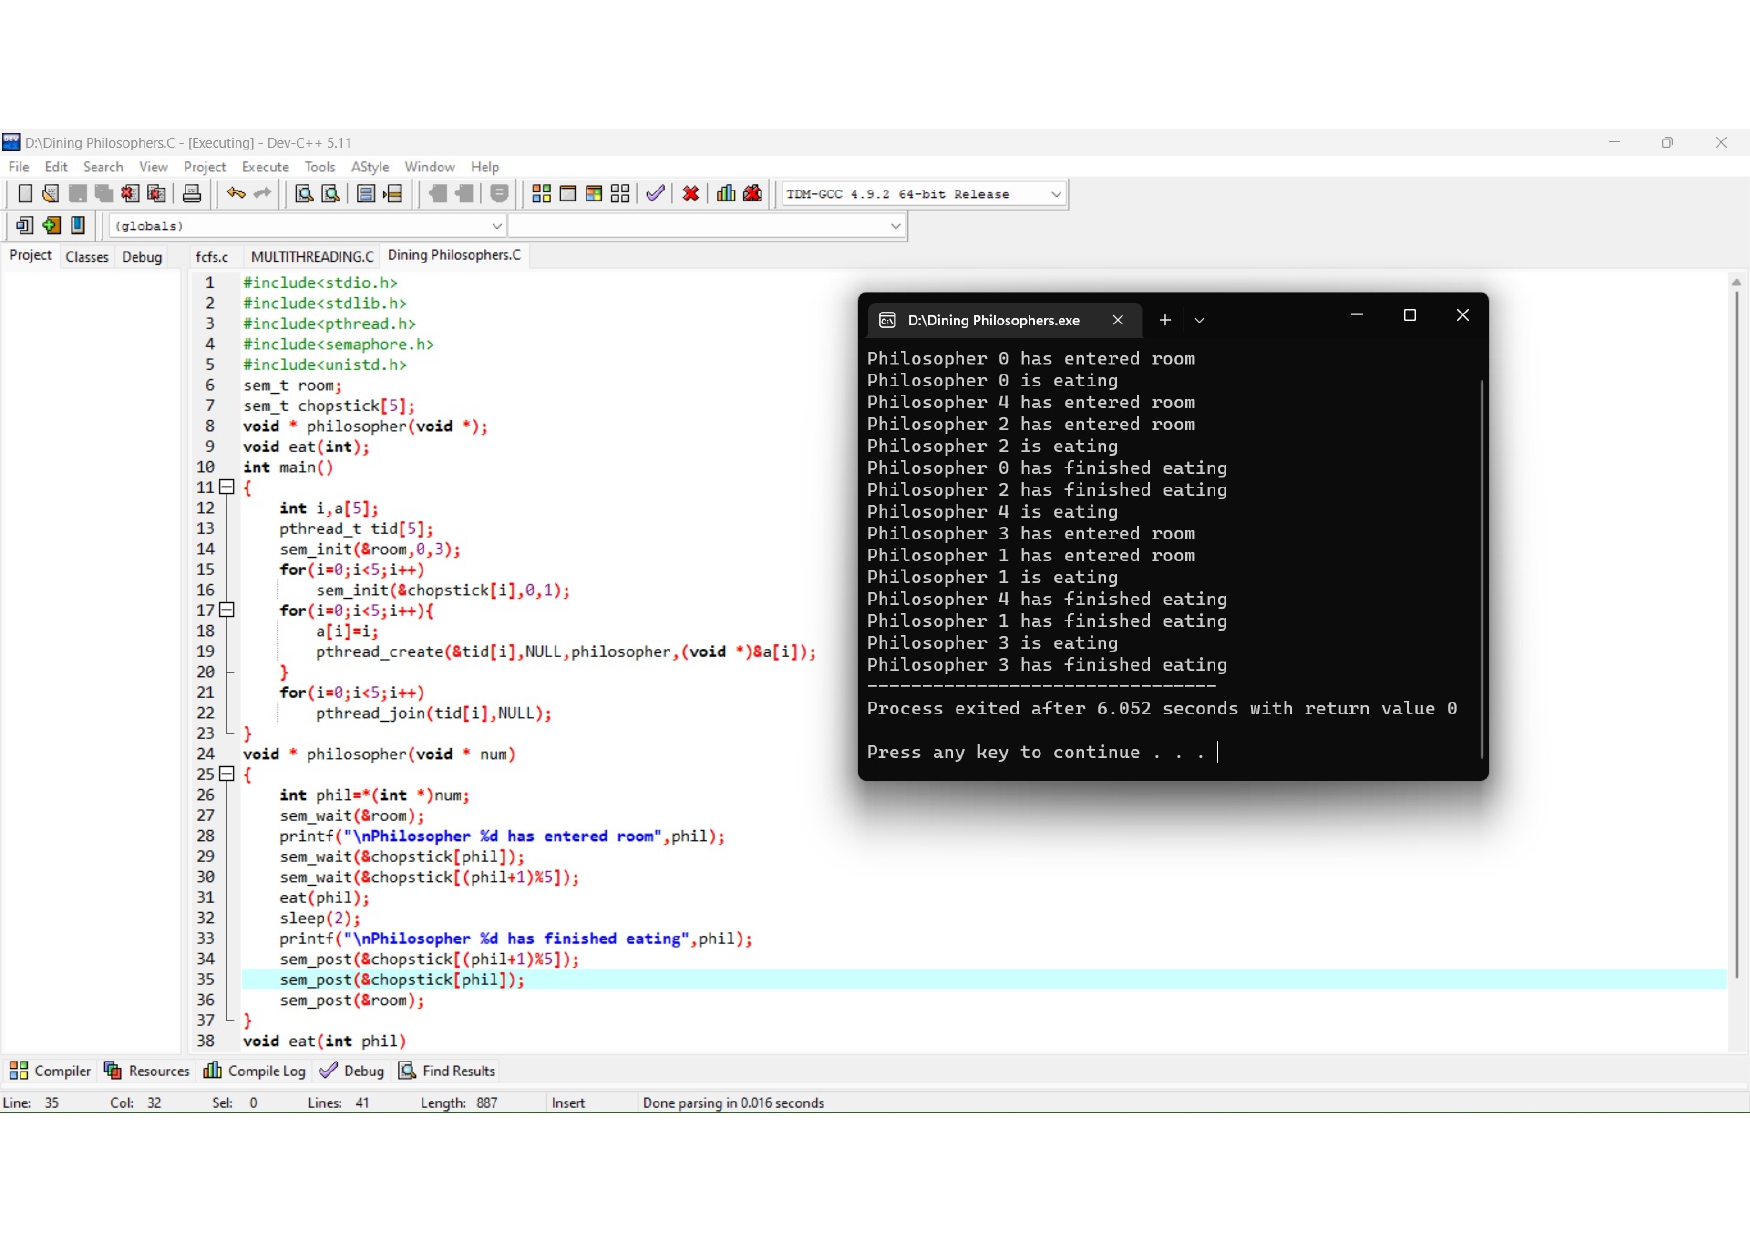 D:\Dining Philosophers.C - [Executing] - Dev-C++ 5.11
File Edit Search View Project Execute Tools AStyle Window Help
TDM-GCC 4.9.2 64-bit Release
(globals)
Project Classes Debug fcfs.c MULTITHREADING.C Dining Philosophers.C
1 #include<stdio.h>
2 #include<stdlib.h>
3 #include<pthread.h>
4 #include<semaphore.h>
5 #include<unistd.h>
6 sem_t room;
7 sem_t chopstick[5];
8 void * philosopher(void *);
9 void eat(int);
10 int main()
11 {
12 int i,a[5];
13 pthread_t tid[5];
14 sem_init(&room,0,3);
15 for(i=0;i<5;i++)
16 sem_init(&chopstick[i],0,1);
17 for(i=0;i<5;i++){
18 a[i]=i;
19 pthread_create(&tid[i],NULL,philosopher,(void *)&a[i]);
20 }
21 for(i=0;i<5;i++)
22 pthread_join(tid[i],NULL);
23 }
24 void * philosopher(void * num)
25 {
26 int phil=*(int *)num;
27 sem_wait(&room);
28 printf("\nPhilosopher %d has entered room",phil);
29 sem_wait(&chopstick[phil]);
30 sem_wait(&chopstick[(phil+1)%5]);
31 eat(phil);
32 sleep(2);
33 printf("\nPhilosopher %d has finished eating",phil);
34 sem_post(&chopstick[(phil+1)%5]);
35 sem_post(&chopstick[phil]);
36 sem_post(&room);
37 }
38 void eat(int phil)
D:\Dining Philosophers.exe
Philosopher 0 has entered room
Philosopher 0 is eating
Philosopher 4 has entered room
Philosopher 2 has entered room
Philosopher 2 is eating
Philosopher 0 has finished eating
Philosopher 2 has finished eating
Philosopher 4 is eating
Philosopher 3 has entered room
Philosopher 1 has entered room
Philosopher 1 is eating
Philosopher 4 has finished eating
Philosopher 1 has finished eating
Philosopher 3 is eating
Philosopher 3 has finished eating
--------------------------------
Process exited after 6.052 seconds with return value 0
Press any key to continue . . .
Compiler Resources Compile Log Debug Find Results
Line: 35 Col: 32 Sel: 0 Lines: 41 Length: 887 Insert Done parsing in 0.016 seconds